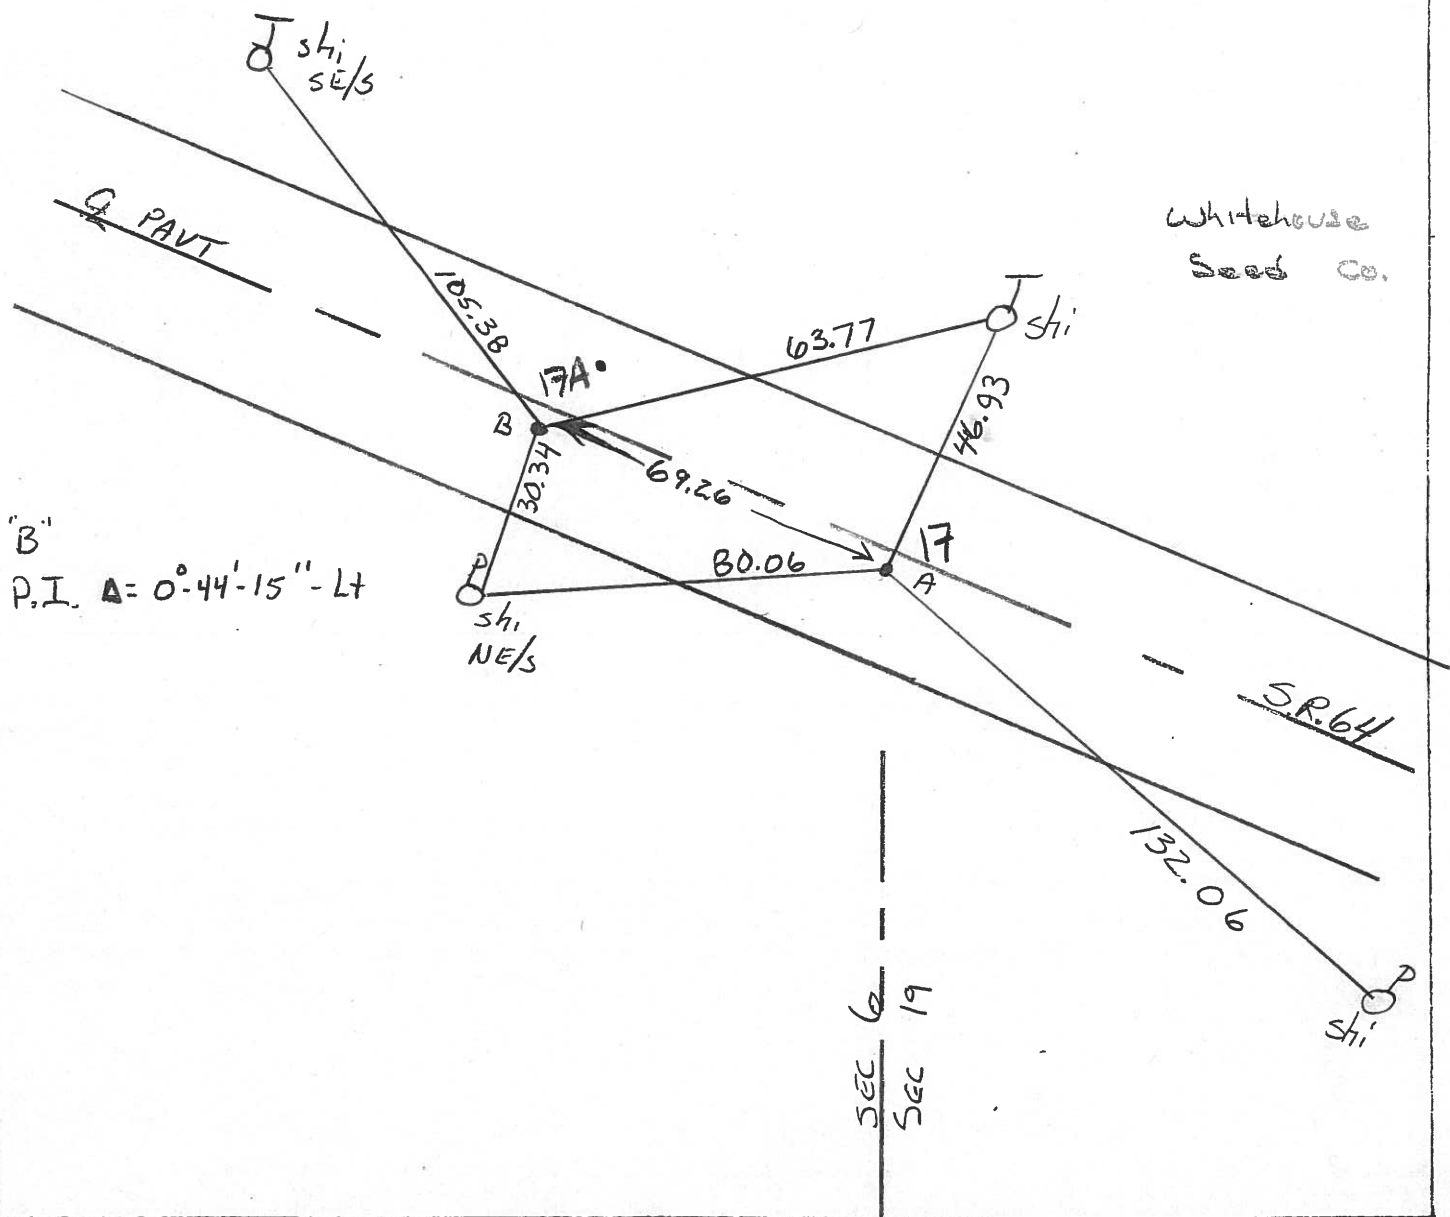 T
shi
SE/S
℄ PAVT
Whitehouse
Seed Co.
105.38
63.77
T
shi
17A
B
46.93
30.34
69.26
17
A
80.06
"B"
P.I. Δ= 0°-44'-15"-Lt
P
shi
NE/S
S.R.64
132.06
P
shi
SEC 6
SEC 19